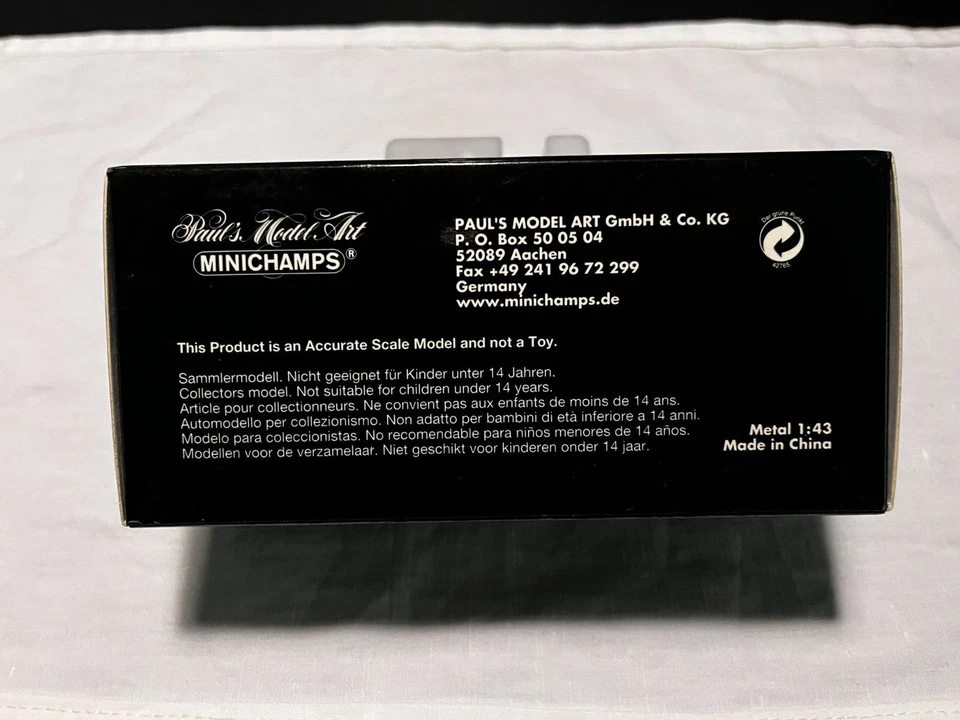 Paul's Model Art
MINICHAMPS®
PAUL'S MODEL ART GmbH & Co. KG
P. O. Box 50 05 04
52089 Aachen
Fax +49 241 96 72 299
Germany
www.minichamps.de
Der grüne Punkt
42765
This Product is an Accurate Scale Model and not a Toy.
Sammlermodell. Nicht geeignet für Kinder unter 14 Jahren.
Collectors model. Not suitable for children under 14 years.
Article pour collectionneurs. Ne convient pas aux enfants de moins de 14 ans.
Automodello per collezionismo. Non adatto per bambini di età inferiore a 14 anni.
Modelo para coleccionistas. No recomendable para niños menores de 14 años.
Modellen voor de verzamelaar. Niet geschikt voor kinderen onder 14 jaar.
Metal 1:43
Made in China